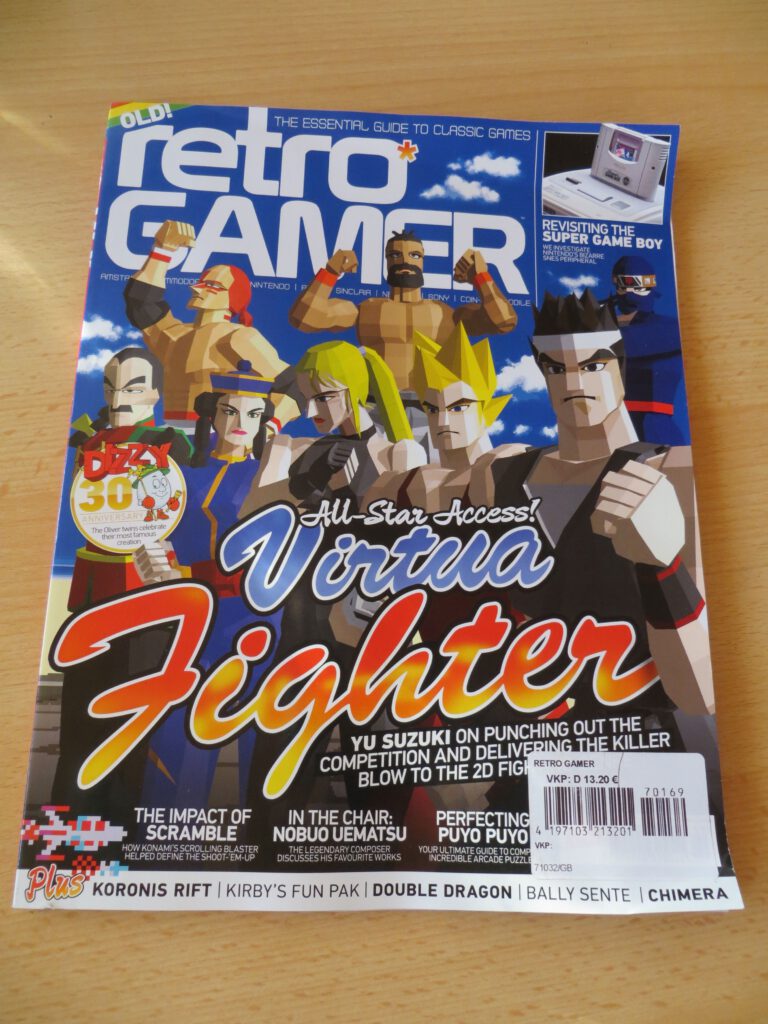 OLD!
THE ESSENTIAL GUIDE TO CLASSIC GAMES
retro*
GAMER
NINTENDO |
SINCLAIR |
SONY | COIN-
REVISITING THE
SUPER GAME BOY
WE INVESTIGATE
NINTENDO'S BIZARRE
SNES PERIPHERAL
DIZZY
30
ANNIVERSARY
The Oliver twins celebrate
their most famous
creation
All-Star Access!
Virtua
Fighter
YU SUZUKI ON PUNCHING OUT THE
COMPETITION AND DELIVERING THE KILLER
BLOW TO THE 2D
THE IMPACT OF
SCRAMBLE
HOW KONAMI'S SCROLLING BLASTER
HELPED DEFINE THE SHOOT-'EM-UP
IN THE CHAIR:
NOBUO UEMATSU
THE LEGENDARY COMPOSER
DISCUSSES HIS FAVOURITE WORKS
PERFECTING
PUYO PUYO
YOUR ULTIMATE GUIDE TO
INCREDIBLE ARCADE
RETRO GAMER
VKP: D 13.20 €
70169
4 197103 213201
VKP:
71032/GB
Plus KORONIS RIFT | KIRBY'S FUN PAK | DOUBLE DRAGON | BALLY SENTE | CHIMERA